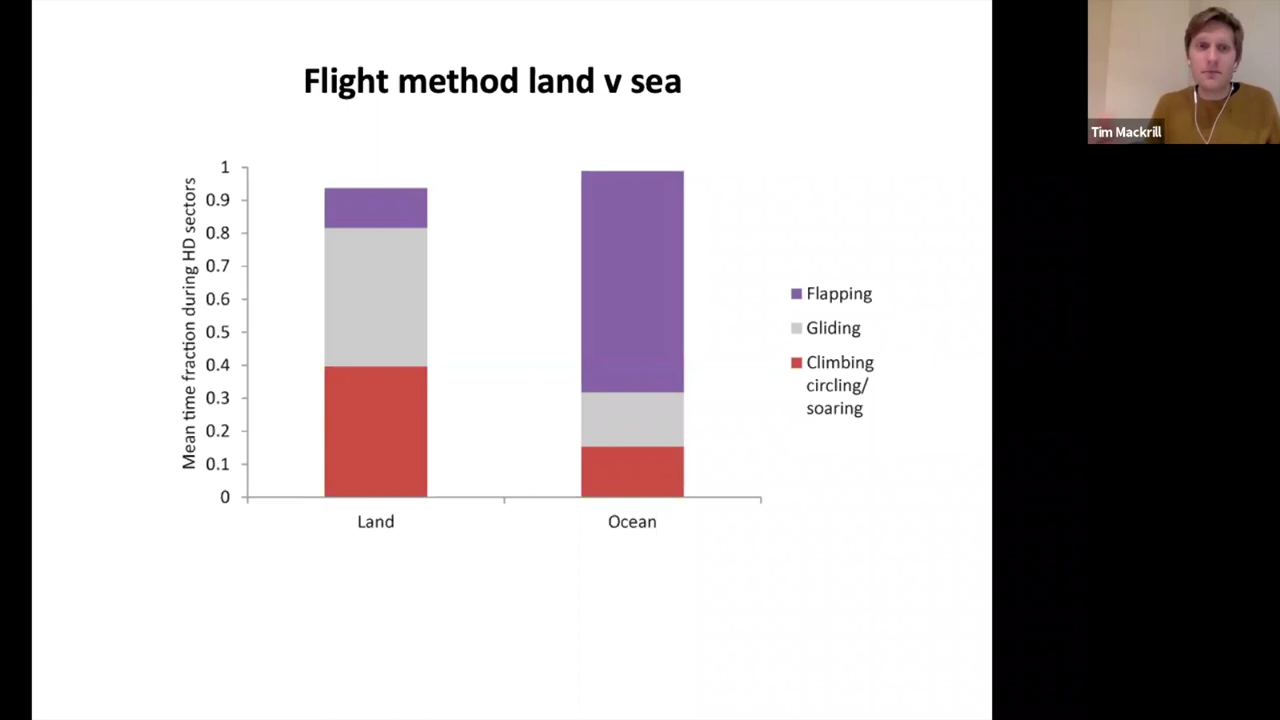 Flight method land v sea
Tim Mackrill
Mean time fraction during HD sectors
1
0.9
0.8
0.7
0.6
0.5
0.4
0.3
0.2
0.1
0
Land
Ocean
Flapping
Gliding
Climbing
circling/
soaring